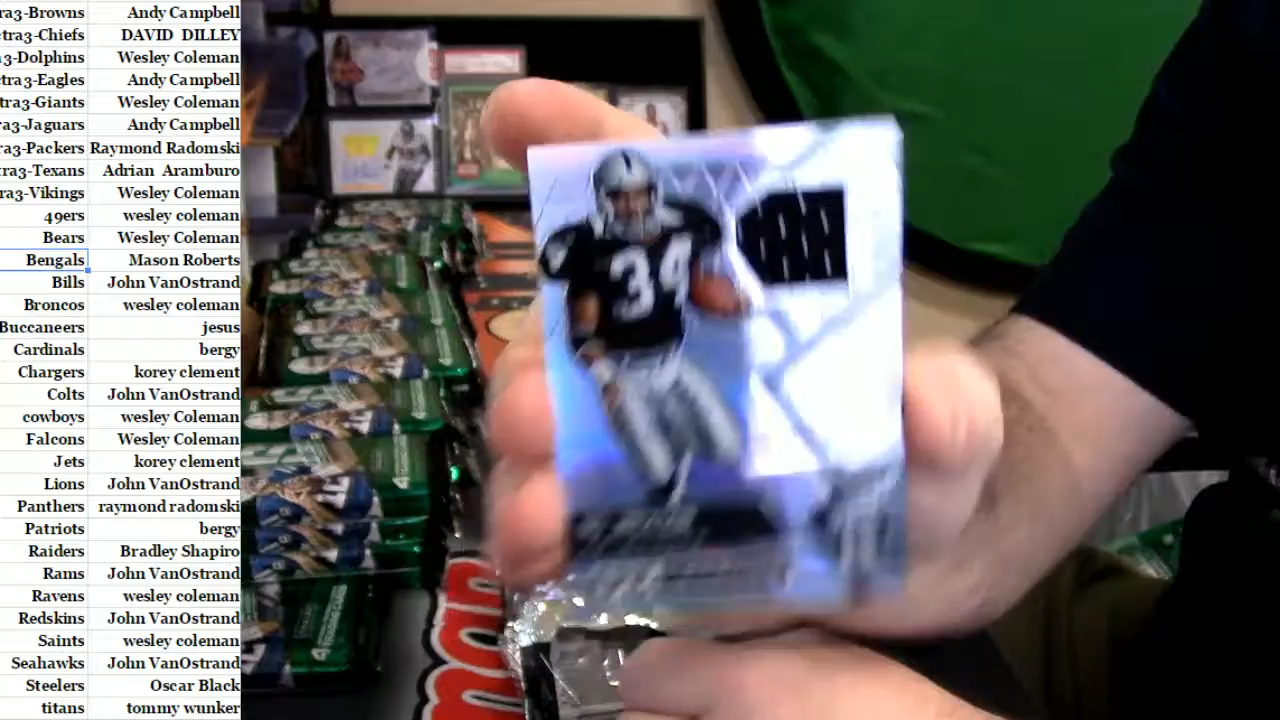 ra3-Browns Andy Campbell
tra3-Chiefs DAVID DILLEY
a3-Dolphins Wesley Coleman
tra3-Eagles Andy Campbell
tra3-Giants Wesley Coleman
ra3-Jaguars Andy Campbell
ra3-Packers Raymond Radomski
tra3-Texans Adrian Aramburo
ra3-Vikings Wesley Coleman
49ers wesley coleman
Bears Wesley Coleman
Bengals Mason Roberts
Bills John VanOstrand
Broncos wesley coleman
Buccaneers jesus
Cardinals bergy
Chargers korey clement
Colts John VanOstrand
cowboys wesley Coleman
Falcons Wesley Coleman
Jets korey clement
Lions John VanOstrand
Panthers raymond radomski
Patriots bergy
Raiders Bradley Shapiro
Rams John VanOstrand
Ravens wesley coleman
Redskins John VanOstrand
Saints wesley coleman
Seahawks John VanOstrand
Steelers Oscar Black
titans tommy wunker
34